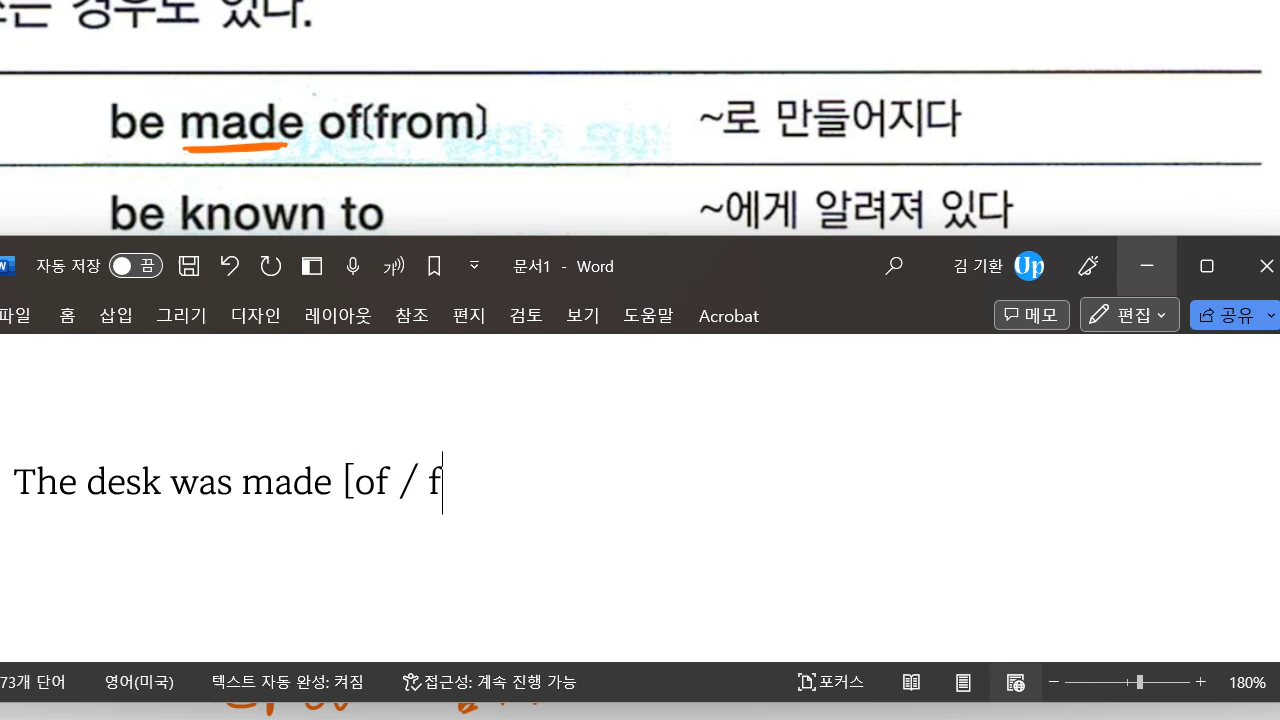 는 경우도 있다.
be made of(from) ~로 만들어지다
be known to ~에게 알려져 있다
자동 저장 끔 문서1 - Word 김 기환 Up
파일 홈 삽입 그리기 디자인 레이아웃 참조 편지 검토 보기 도움말 Acrobat 메모 편집 공유
The desk was made [of / f
73개 단어 영어(미국) 텍스트 자동 완성: 켜짐 접근성: 계속 진행 가능 포커스 180%